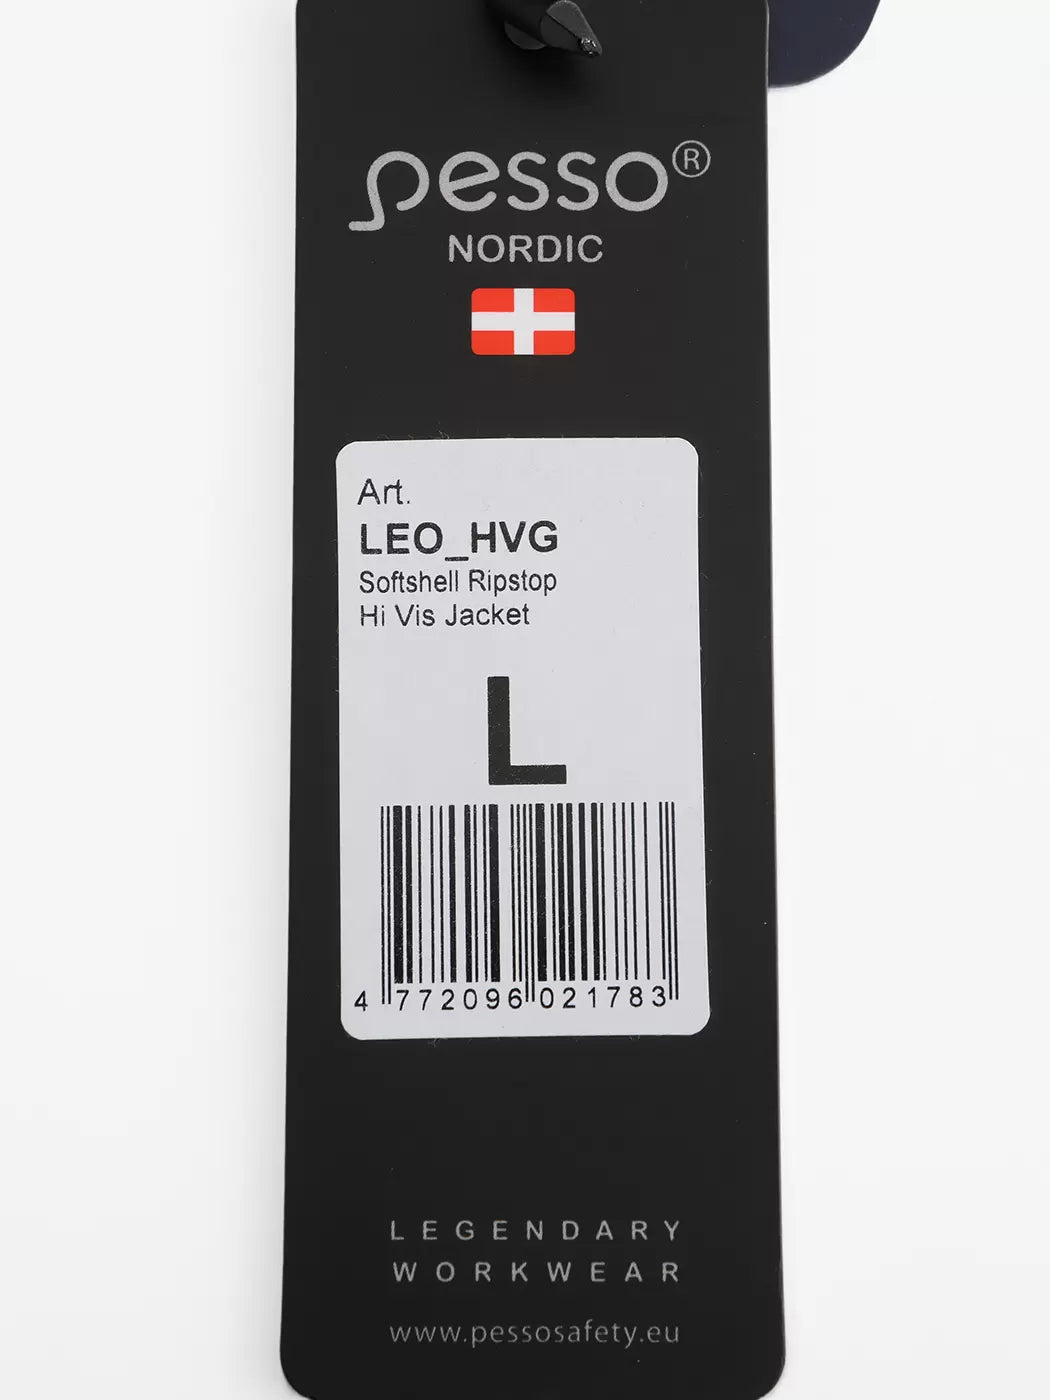 pesso®
NORDIC
Art.
LEO_HVG
Softshell Ripstop
Hi Vis Jacket
L
4 772096 021783
LEGENDARY
WORKWEAR
www.pessosafety.eu